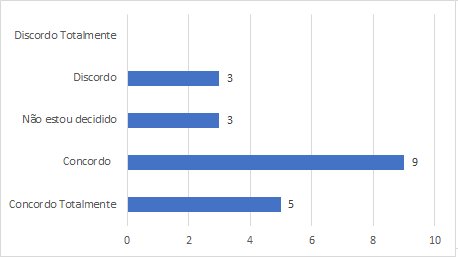 Discordo Totalmente
Discordo 3
Não estou decidido 3
Concordo 9
Concordo Totalmente 5
0 2 4 6 8 10